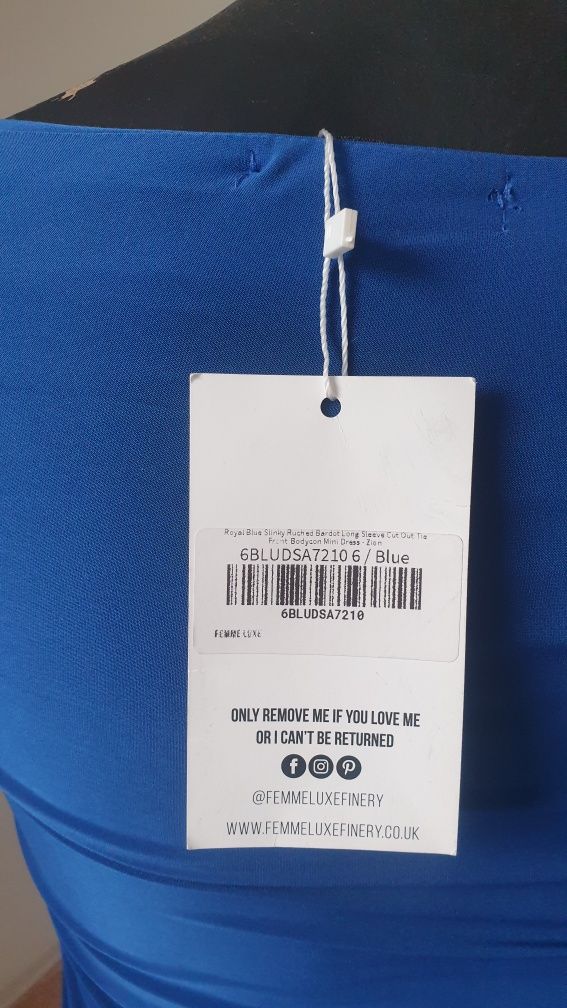 Royal Blue Slinky Ruched Bardot Long Sleeve Cut Out Tie
Front Bodycon Mini Dress - Zian
6BLUDSA7210 6 / Blue
6BLUDSA7210
FEMME LUXE
ONLY REMOVE ME IF YOU LOVE ME
OR I CAN'T BE RETURNED
@FEMMELUXEFINERY
WWW.FEMMELUXEFINERY.CO.UK